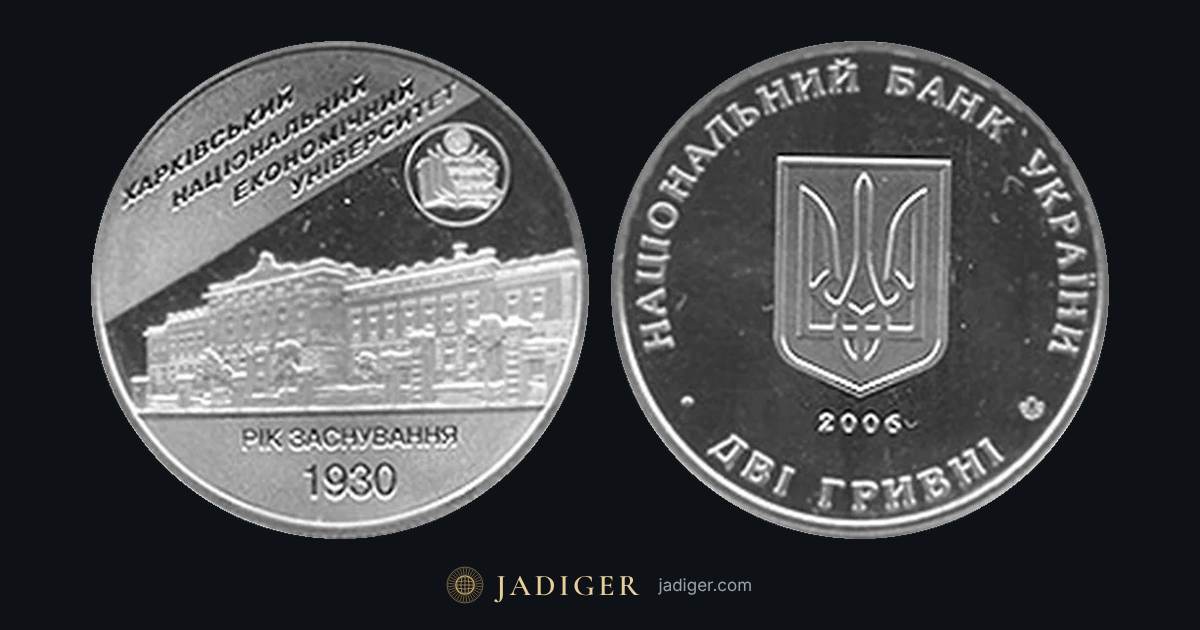 ХАРКІВСЬКИЙ
НАЦІОНАЛЬНИЙ
ЕКОНОМІЧНИЙ
УНІВЕРСИТЕТ
РІК ЗАСНУВАННЯ
1930
НАЦІОНАЛЬНИЙ БАНК УКРАЇНИ
2006
ДВІ ГРИВНІ
JADIGER
jadiger.com